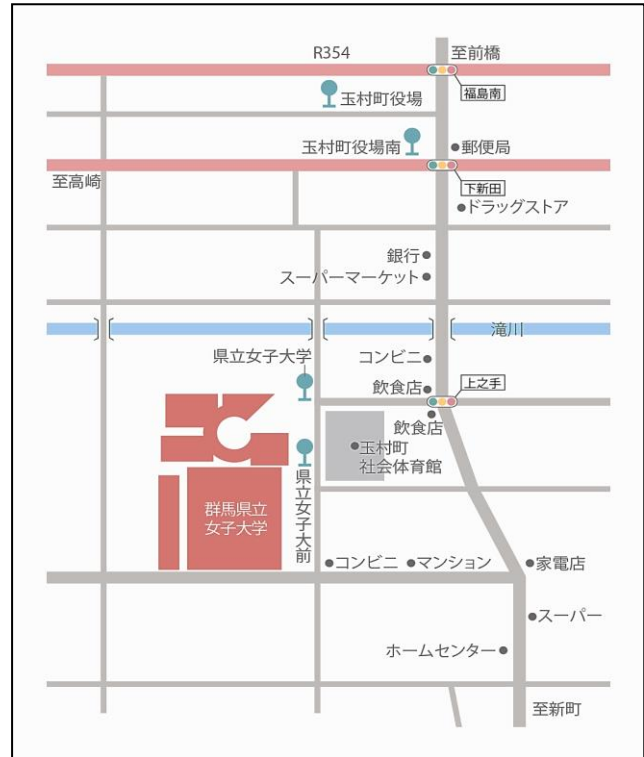 R354
至前橋
福島南
玉村町役場
玉村町役場南
郵便局
至高崎
下新田
ドラッグストア
銀行
スーパーマーケット
滝川
県立女子大学
コンビニ
飲食店
上之手
飲食店
玉村町
社会体育館
群馬県立
女子大学
県立女子大前
コンビニ
マンション
家電店
スーパー
ホームセンター
至新町